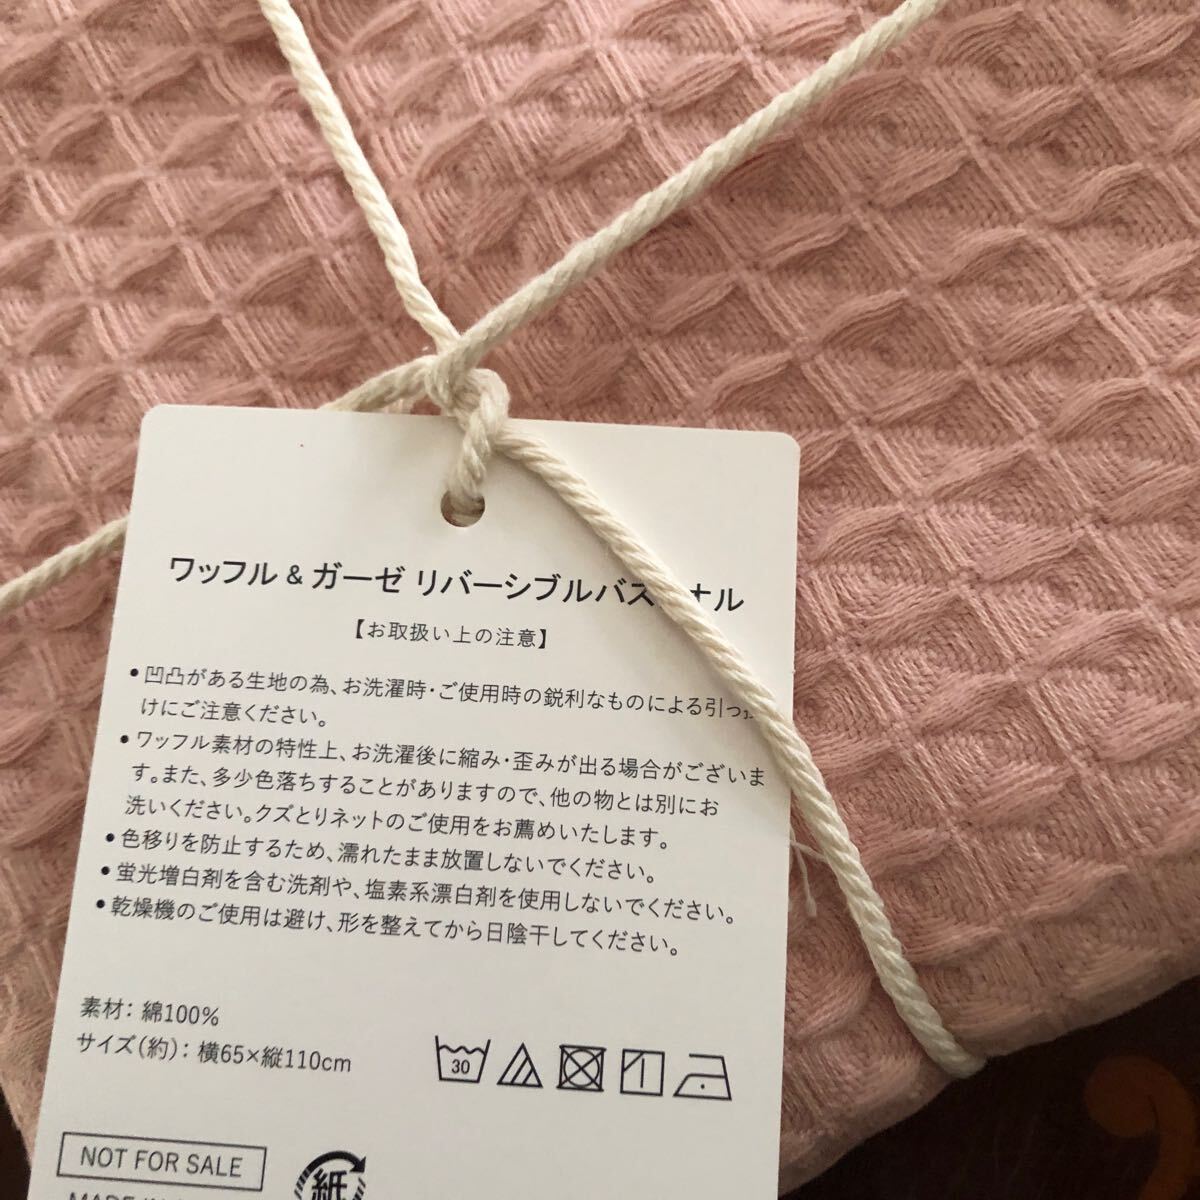 ワッフル&ガーゼ リバーシブルバス オル
【お取扱い上の注意】
•凹凸がある生地の為、お洗濯時・ご使用時の鋭利なものによる引っ
けにご注意ください。
•ワッフル素材の特性上、お洗濯後に縮み・歪みが出る場合がございま
す。また、多少色落ちすることがありますので、他の物とは別にお
洗いください。クズとりネットのご使用をお薦めいたします。
•色移りを防止するため、濡れたまま放置しないでください。
•蛍光増白剤を含む洗剤や、塩素系漂白剤を使用しないでください。
•乾燥機のご使用は避け、形を整えてから日陰干してください。
素材：綿100%
サイズ(約)：横65×縦110cm
30
NOT FOR SALE
紙
MADE IN